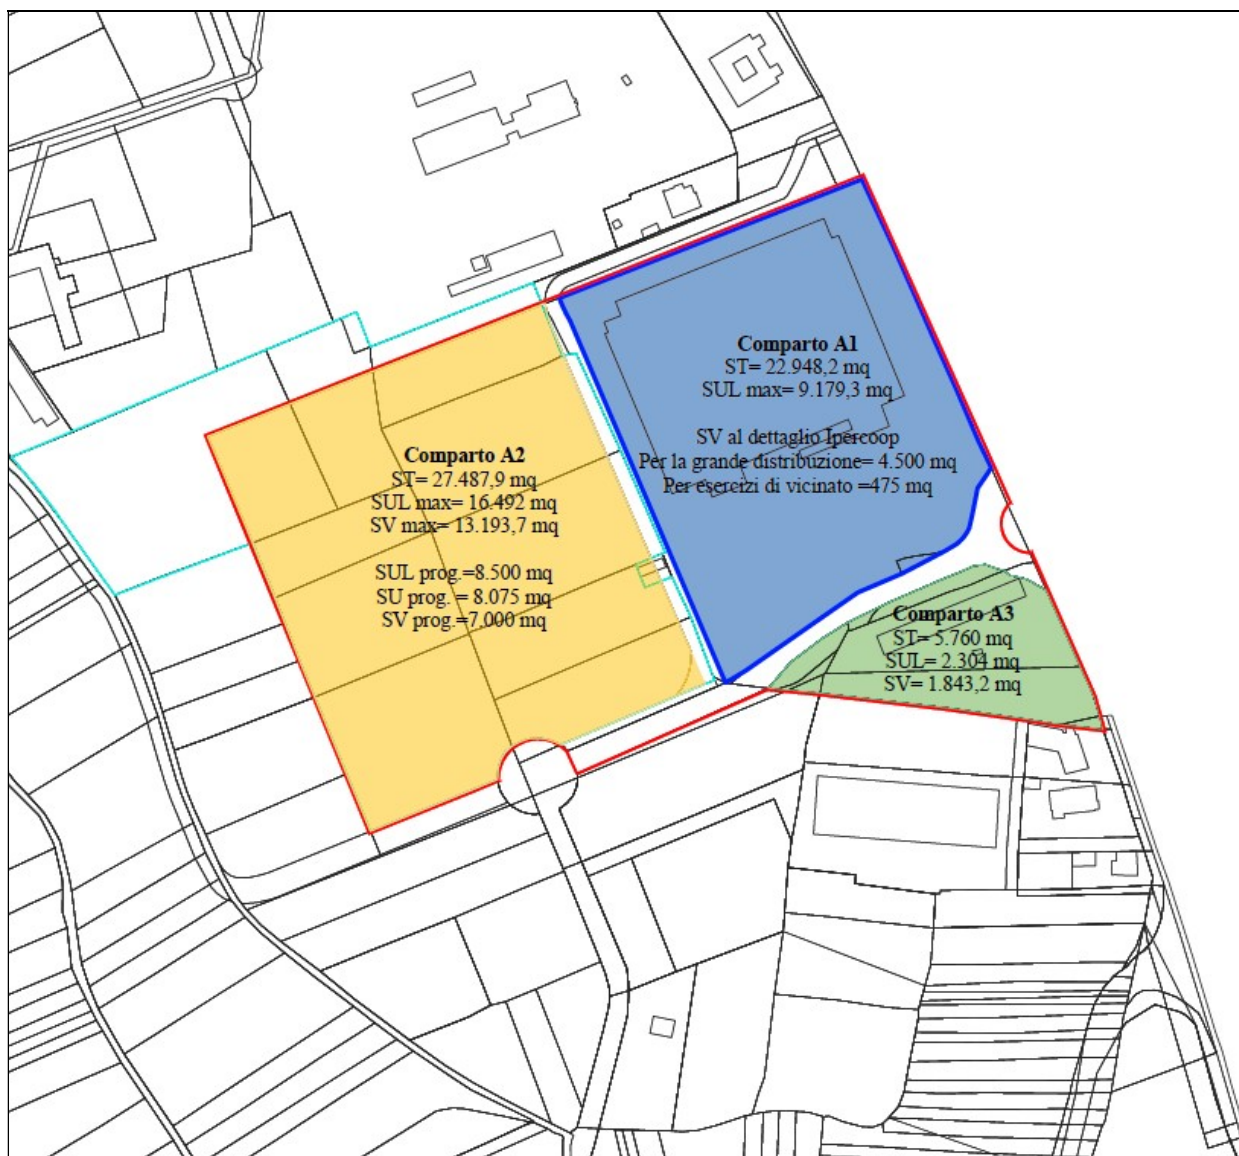 Comparto A1
ST= 22.948,2 mq
SUL max= 9.179,3 mq
SV al dettaglio Ipercoop
Per la grande distribuzione= 4.500 mq
Per esercizi di vicinato =475 mq
Comparto A2
ST= 27.487,9 mq
SUL max= 16.492 mq
SV max= 13.193,7 mq
SUL prog.=8.500 mq
SU prog. = 8.075 mq
SV prog.=7.000 mq
Comparto A3
ST= 5.760 mq
SUL= 2.304 mq
SV= 1.843,2 mq